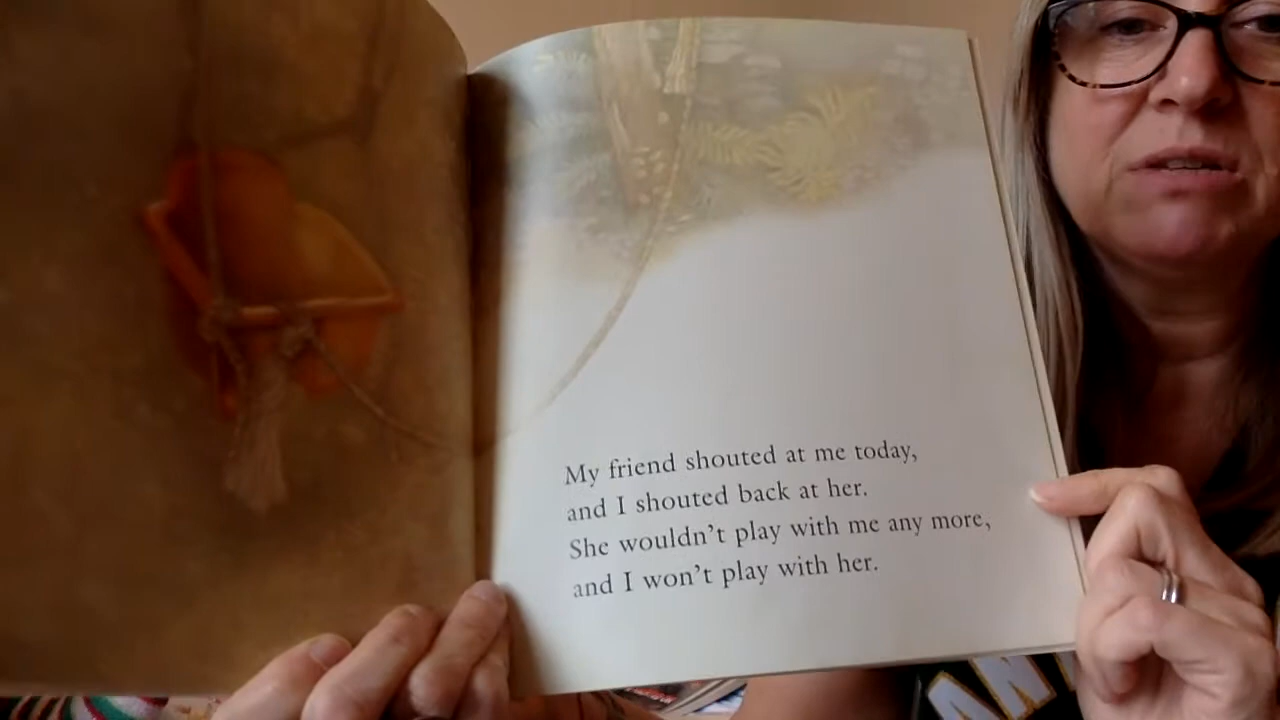 My friend shouted at me today,
and I shouted back at her.
She wouldn't play with me any more,
and I won't play with her.